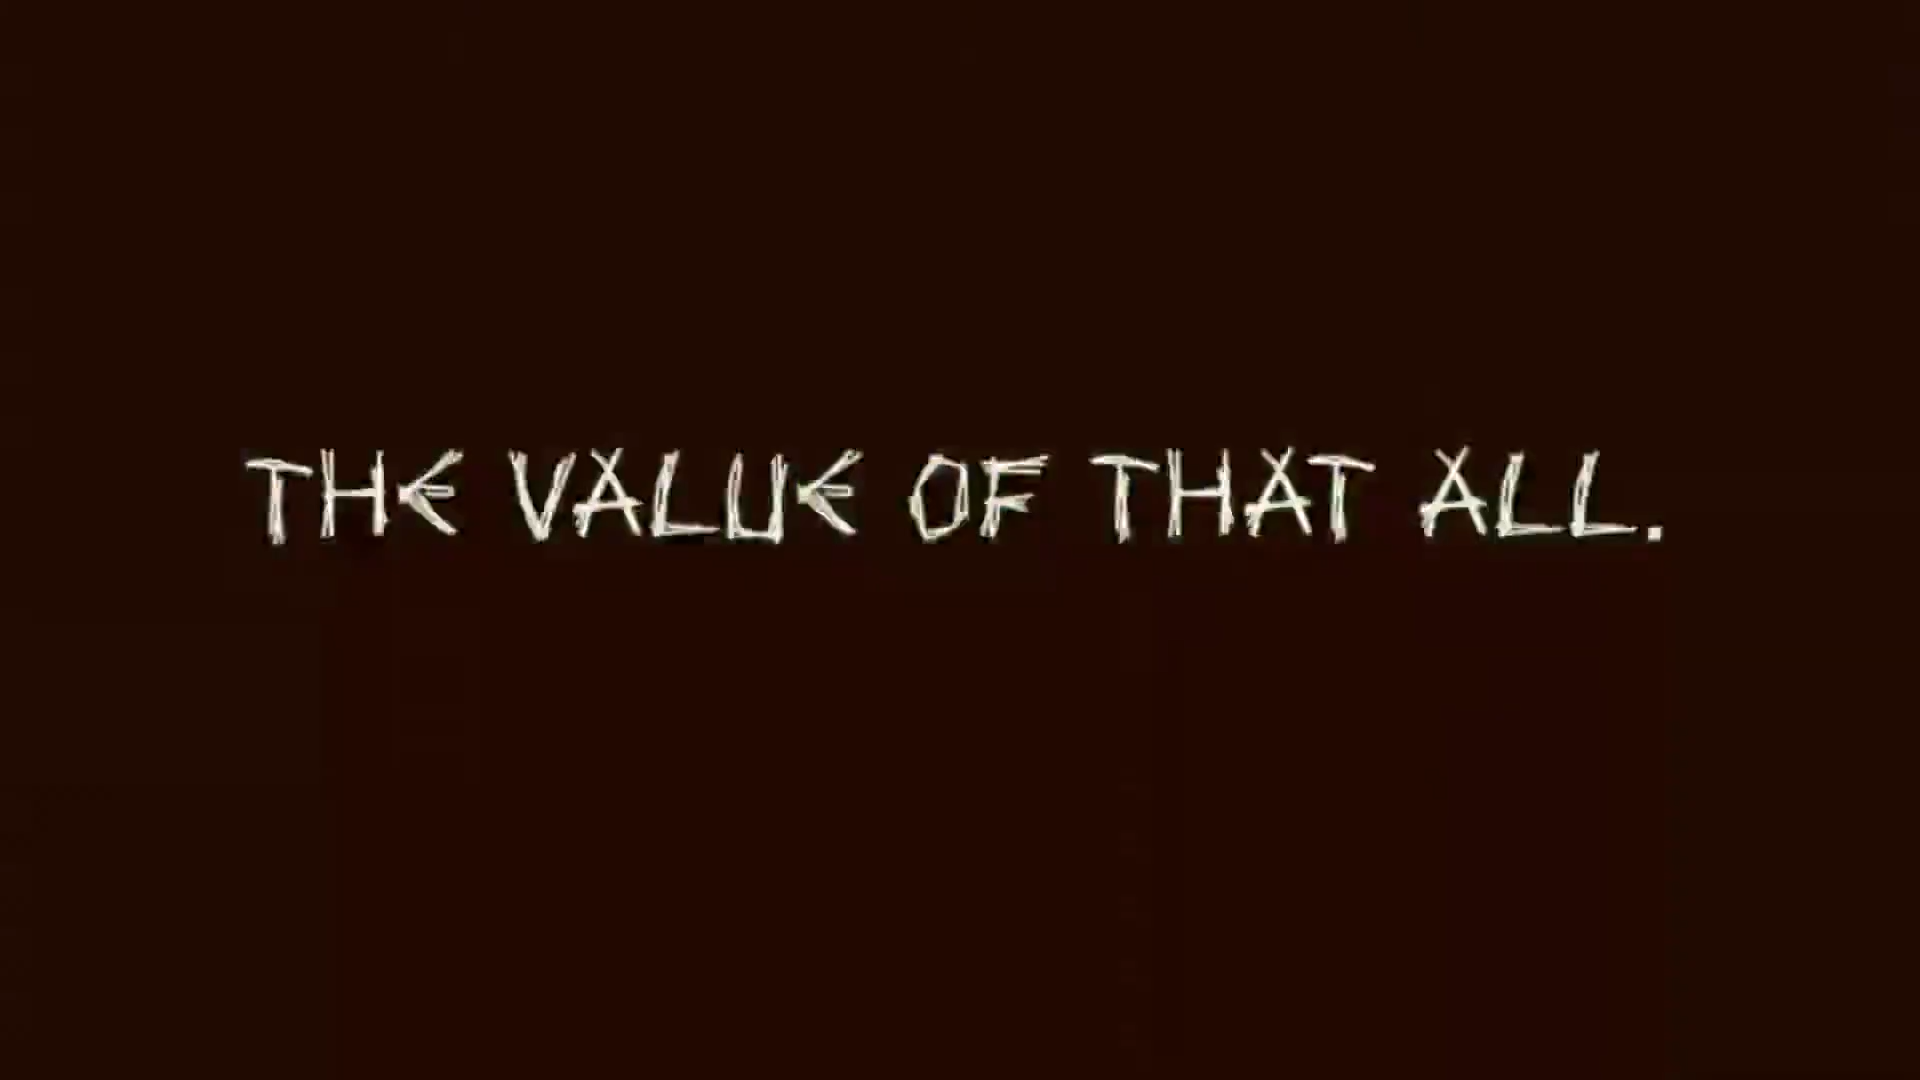 THE VALUE OF THAT ALL.